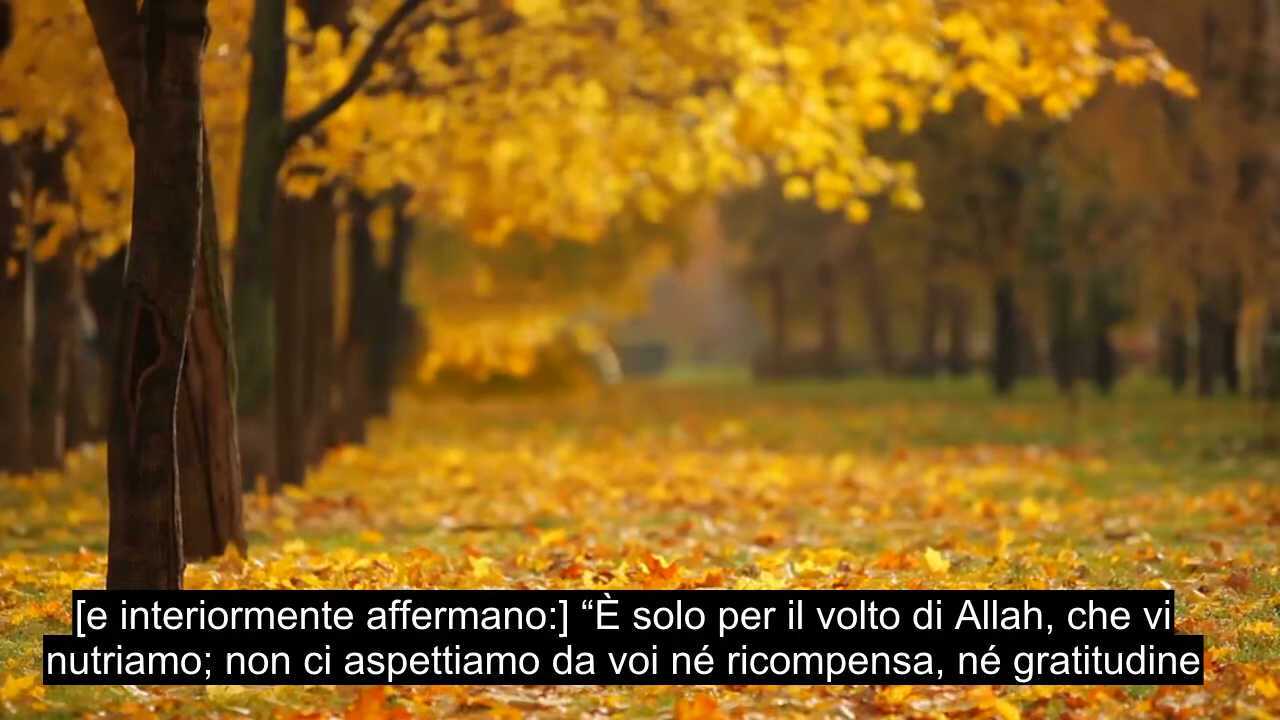 [e interiormente affermano:] “È solo per il volto di Allah, che vi
nutriamo; non ci aspettiamo da voi né ricompensa, né gratitudine